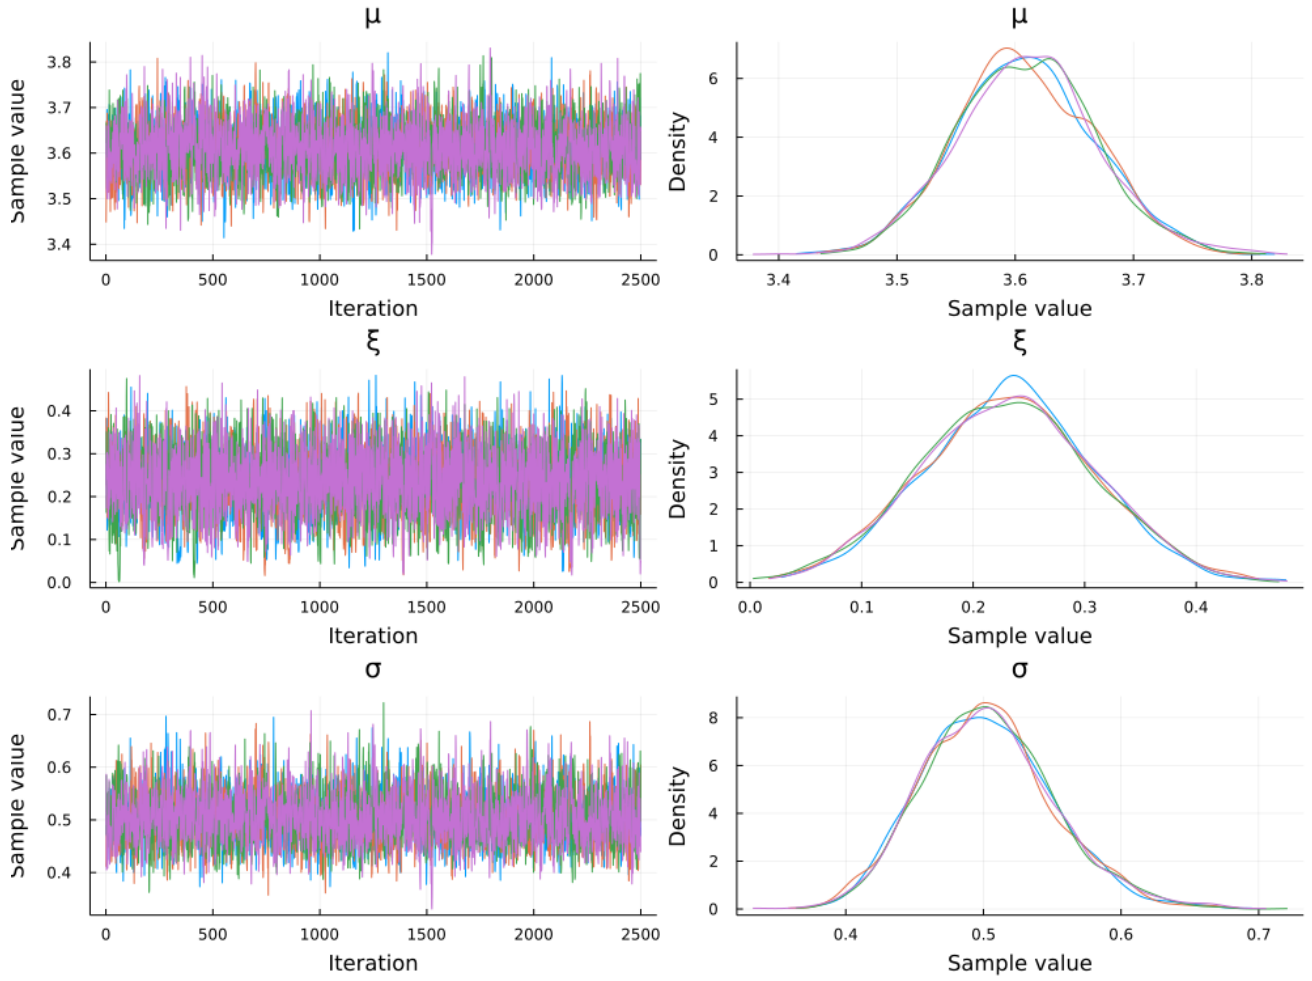 μ
μ
Sample value
3.8
3.7
3.6
3.5
3.4
0 500 1000 1500 2000 2500
Iteration
Density
6
4
2
0
3.4 3.5 3.6 3.7 3.8
Sample value
ξ
ξ
Sample value
0.4
0.3
0.2
0.1
0.0
0 500 1000 1500 2000 2500
Iteration
Density
5
4
3
2
1
0
0.0 0.1 0.2 0.3 0.4
Sample value
σ
σ
Sample value
0.7
0.6
0.5
0.4
0 500 1000 1500 2000 2500
Iteration
Density
8
6
4
2
0
0.4 0.5 0.6 0.7
Sample value